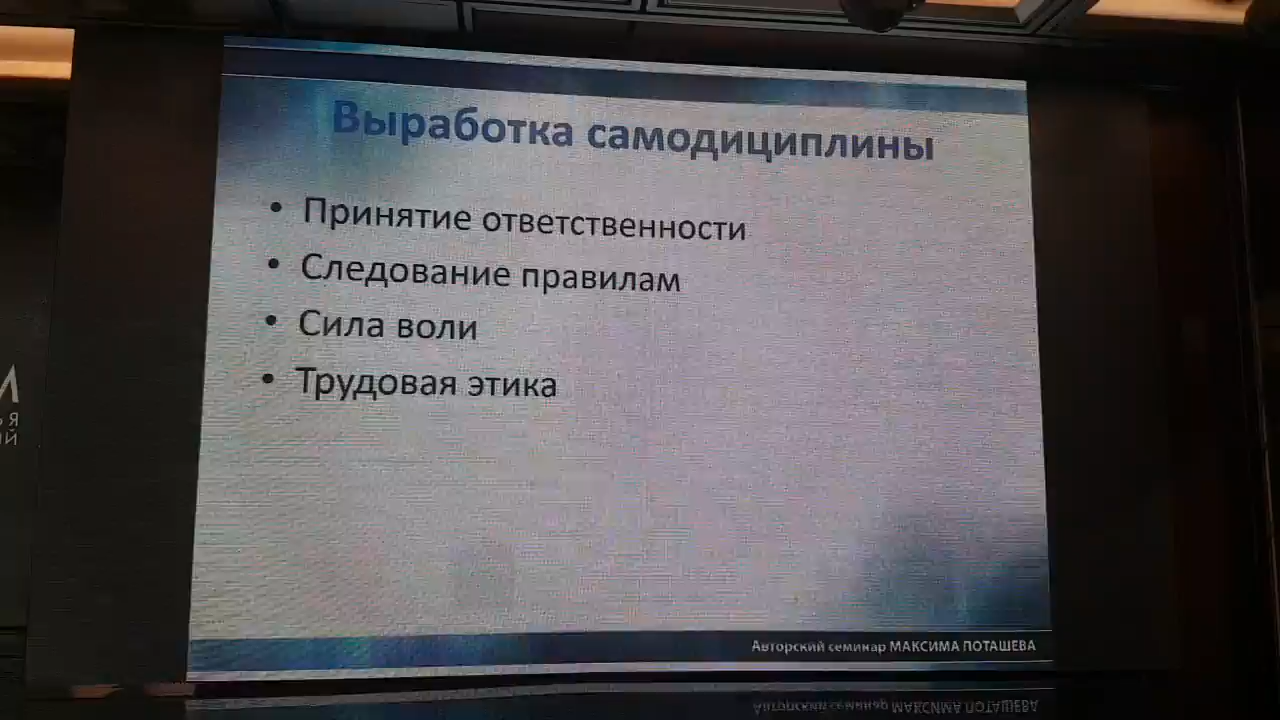 Выработка самодициплины
• Принятие ответственности
• Следование правилам
• Сила воли
• Трудовая этика
Авторский семинар МАКСИМА ПОТАШЕВА